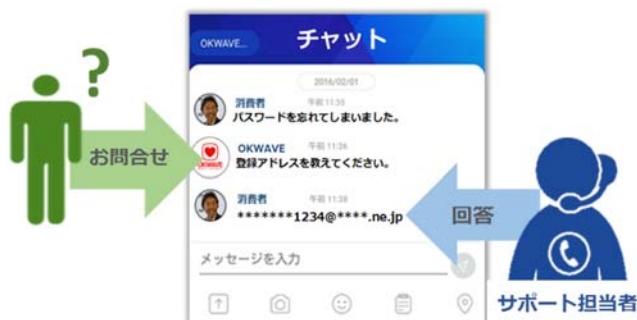 ?
OKWAVE...
チャット
2016/02/01
消費者 午前 11:35
パスワードを忘れてしまいました。
お問合せ
OKWAVE 午前 11:36
OKWAVE
登録アドレスを教えてください。
消費者 午前 11:38
*******1234@****.ne.jp
回答
メッセージを入力
サポート担当者